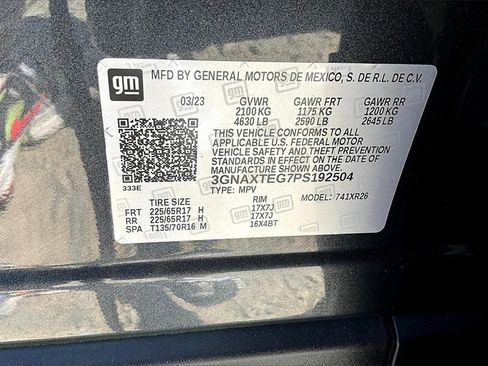 gm
MFD BY GENERAL MOTORS DE MEXICO, S. DE R.L. DE C.V.
03/23 GVWR GAWR FRT GAWR RR
2100 KG 1175 KG 1200 KG
4630 LB 2590 LB 2645 LB
THIS VEHICLE CONFORMS TO ALL
APPLICABLE U.S. FEDERAL MOTOR
VEHICLE SAFETY, BUMPER, AND THEFT
PREVENTION STANDARDS IN EFFECT ON THE DATE
OF MANUFACTURE SHOWN ABOVE.
3GNAXTEG7PS192504
333E TYPE: MPV
TIRE SIZE RIM MODEL: 741XR26
FRT 225/65R17 H 17X7J
RR 225/65R17 H 17X7J
SPA T135/70R16 M 16X4BT